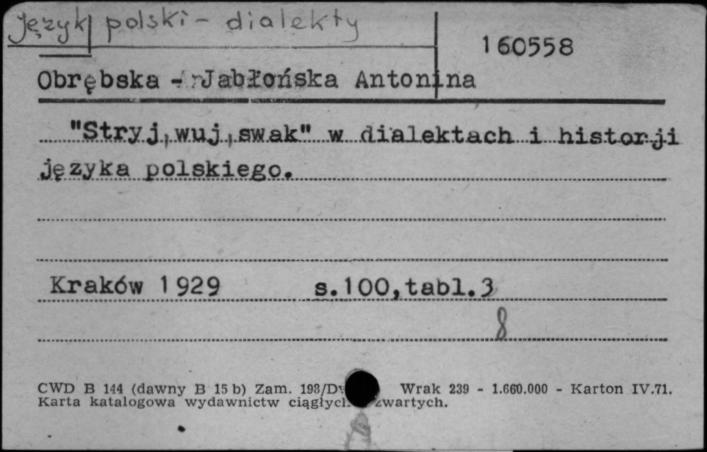 Język polski - dialekty
160558
Obrębska - Jabłońska Antonina
"Stryj, wuj, swak" w dialektach i historji
języka polskiego.
Kraków 1929 s.100,tabl.3
8
CWD B 144 (dawny B 15 b) Zam. 198/D Wrak 239 - 1.660.000 - Karton IV.71.
Karta katalogowa wydawnictw ciągłych zwartych.